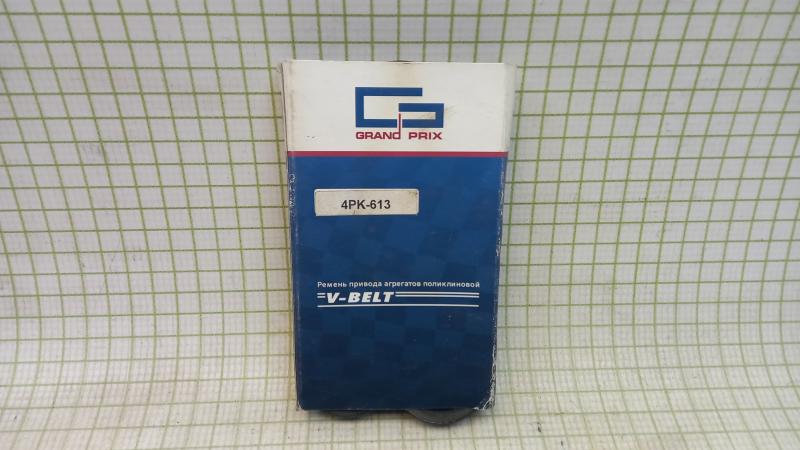 GRAND PRIX
4PK-613
Ремень привода агрегатов поликлиновой
V-BELT